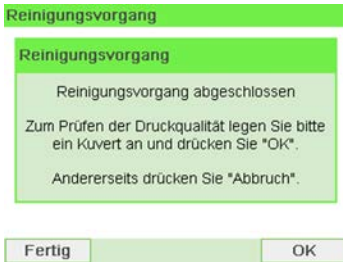 Reinigungsvorgang
Reinigungsvorgang
Reinigungsvorgang abgeschlossen
Zum Prüfen der Druckqualität legen Sie bitte
ein Kuvert an und drücken Sie "OK".
Andererseits drücken Sie "Abbruch".
Fertig
OK